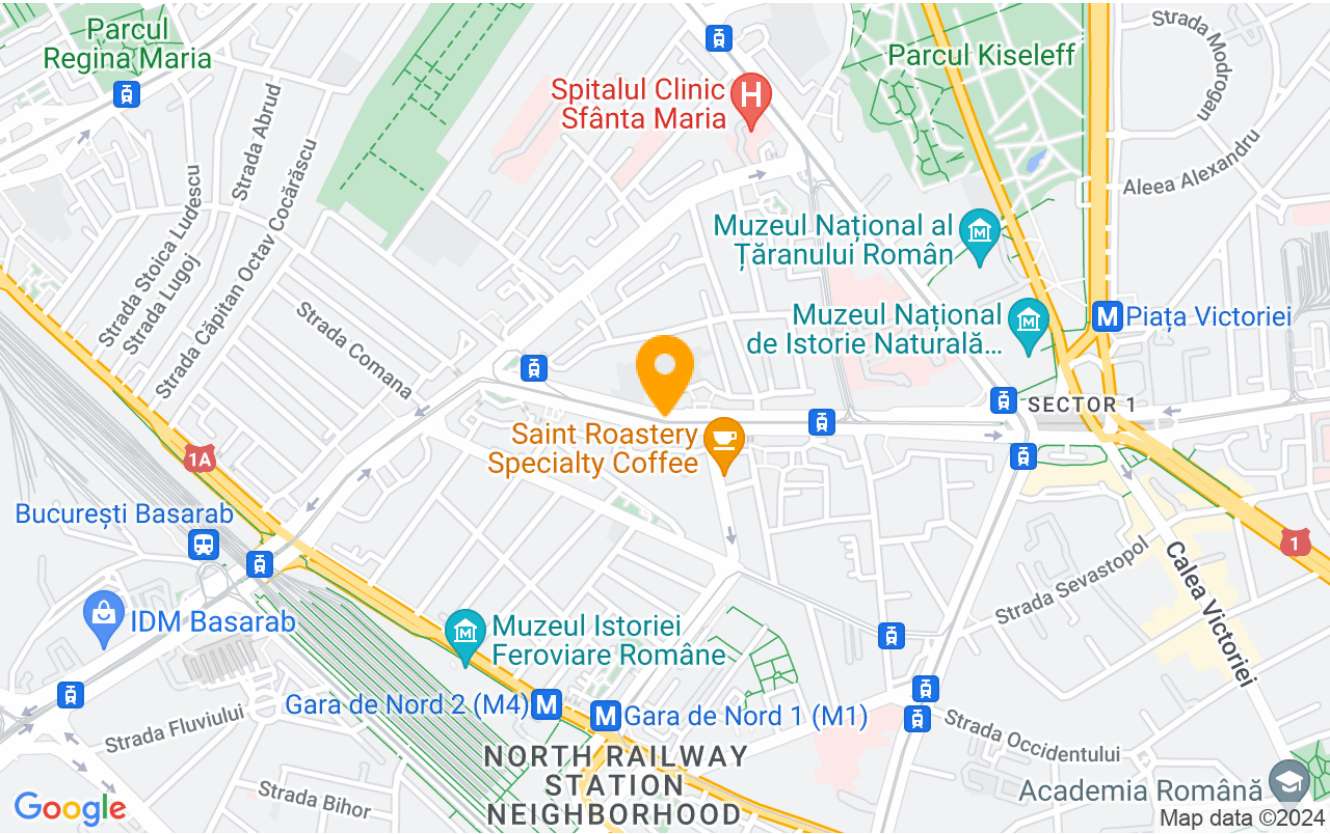 Parcul
Regina Maria
Strada Modrogan
Parcul Kiseleff
Spitalul Clinic
Sfânta Maria
H
Strada Abrud
Strada Căpitan Octav Cocărăscu
Strada Stoica Ludescu
Strada Lugoj
Aleea Alexandru
Muzeul Național al
Țăranului Român
M
Muzeul Național
de Istorie Naturală...
M
M Piața Victoriei
Strada Comana
SECTOR 1
Saint Roastery
Specialty Coffee
1A
București Basarab
1
Calea Victoriei
Strada Sevastopol
IDM Basarab
M
Muzeul Istoriei
Feroviare Române
Gara de Nord 2 (M4) M
M Gara de Nord 1 (M1)
Strada Fluviului
Strada Occidentului
NORTH RAILWAY
STATION
NEIGHBORHOOD
Strada Bihor
Academia Română
Google
Map data ©2024